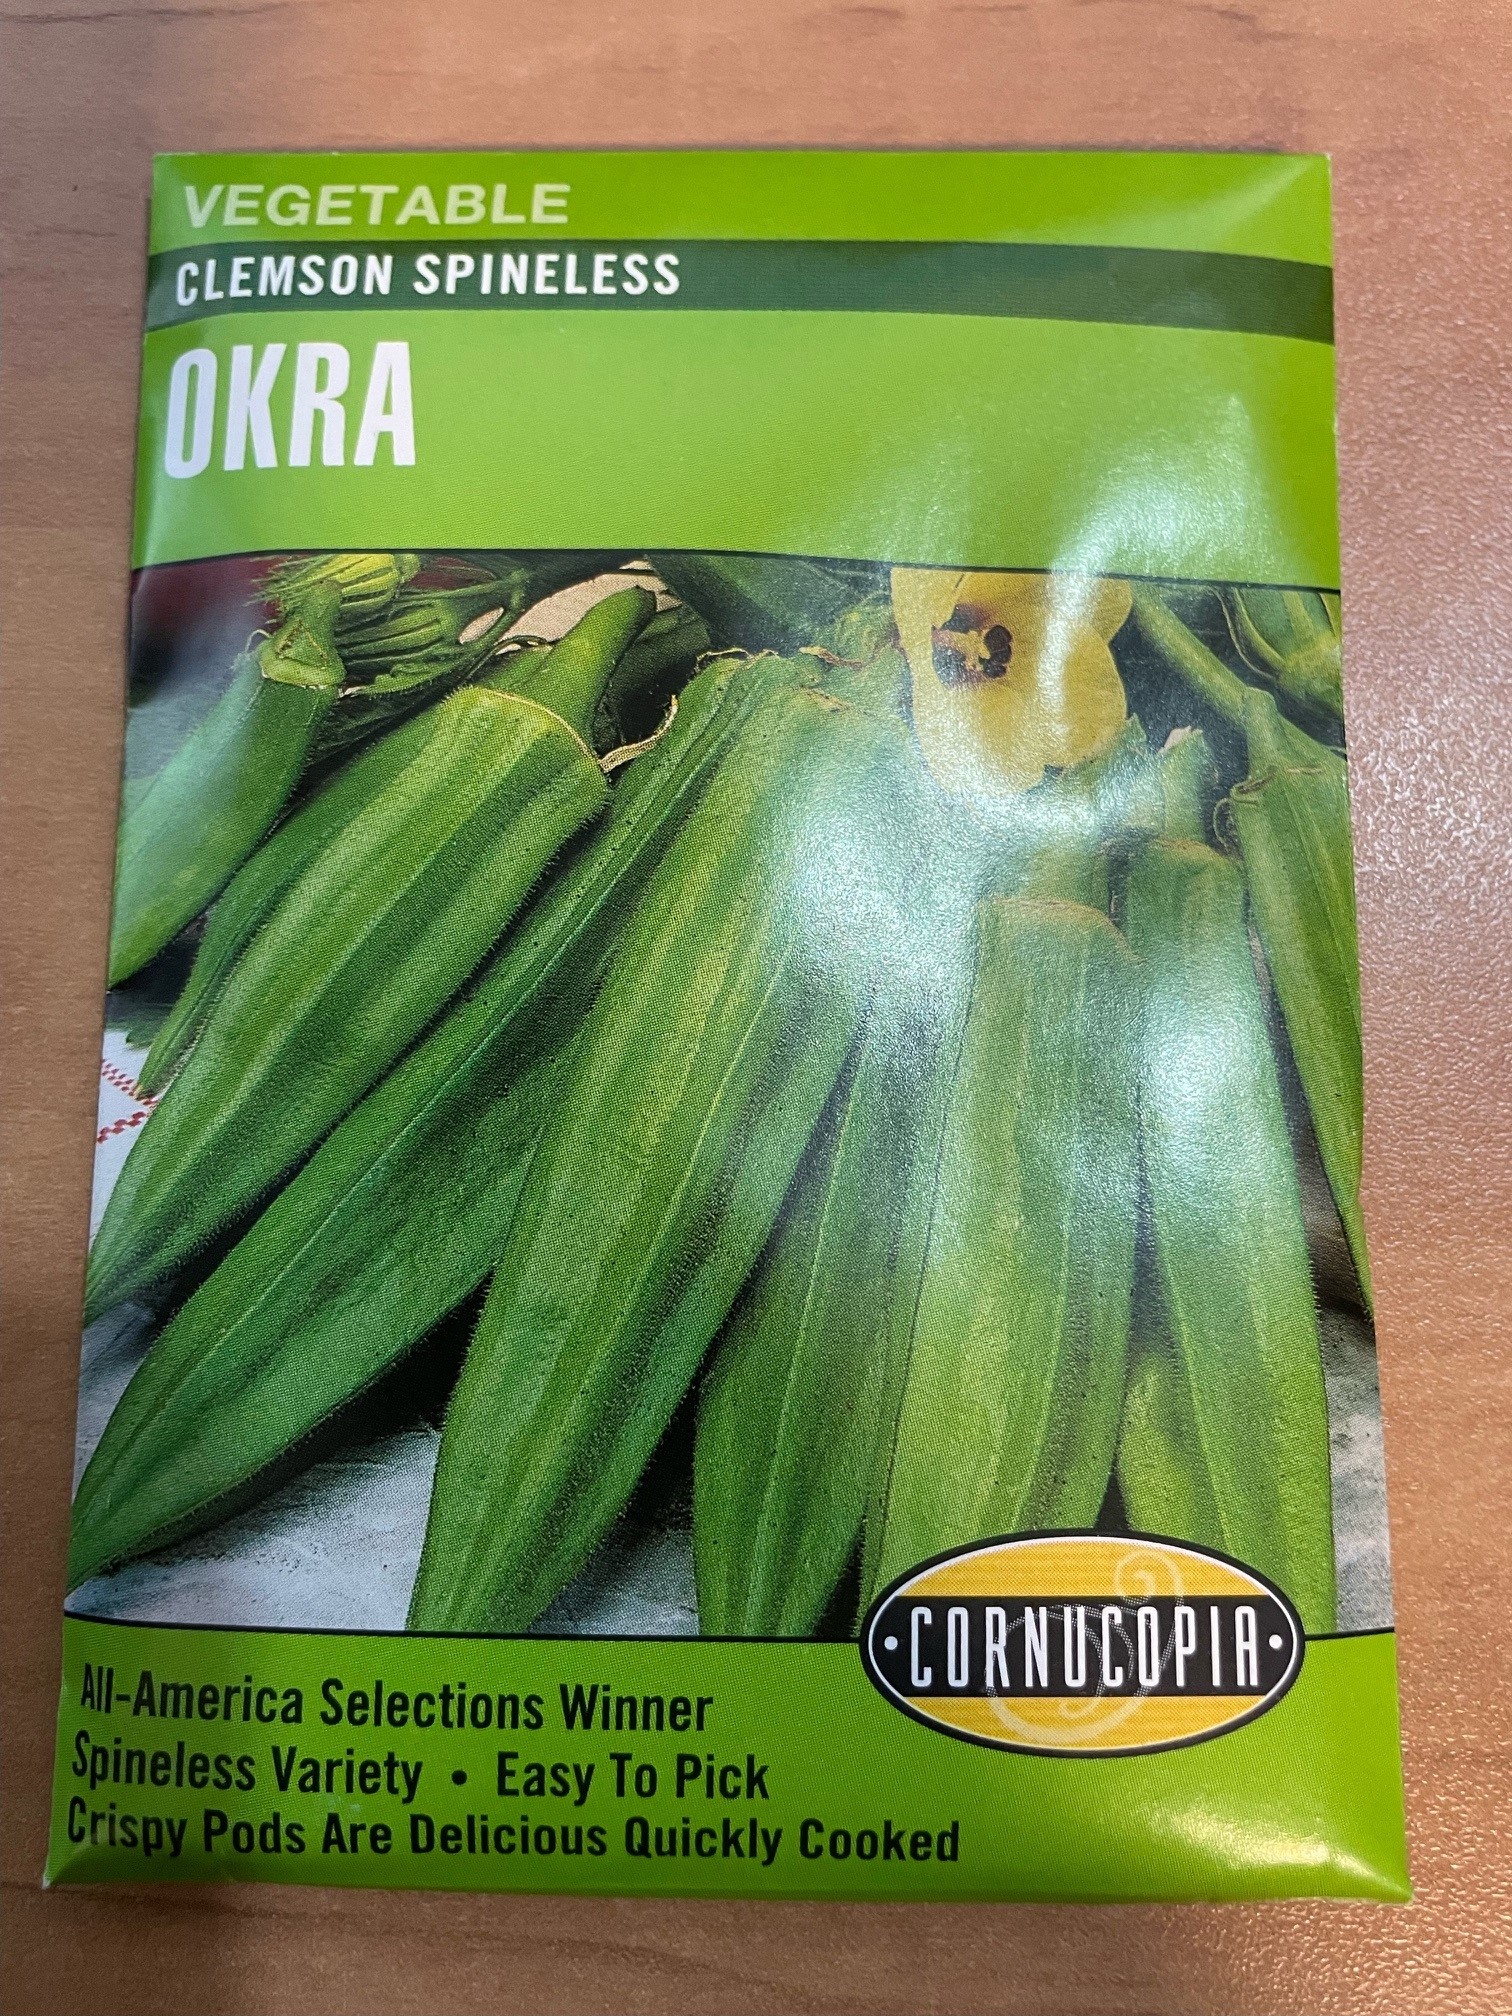 VEGETABLE
CLEMSON SPINELESS
OKRA
·CORNUCOPIA·
All-America Selections Winner
Spineless Variety • Easy To Pick
Crispy Pods Are Delicious Quickly Cooked